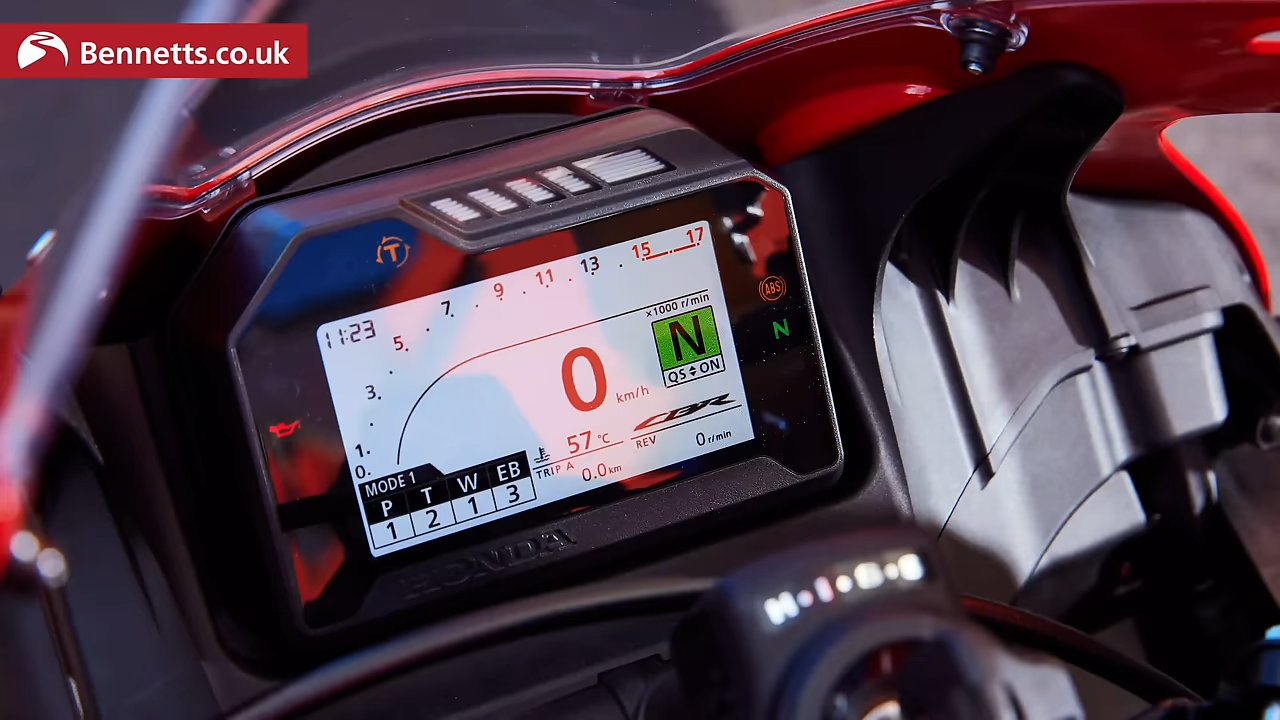 Bennetts.co.uk
T
11:23
0. 1. 3. 5. 7. 9. 11 13 15 17
×1000 r/min
N
QS ON
ABS
N
0 km/h
57 °C
CBR
REV 0 r/min
TRIP A 0.0 km
MODE 1
P T W EB
1 2 1 3
HONDA
H·I·S·S